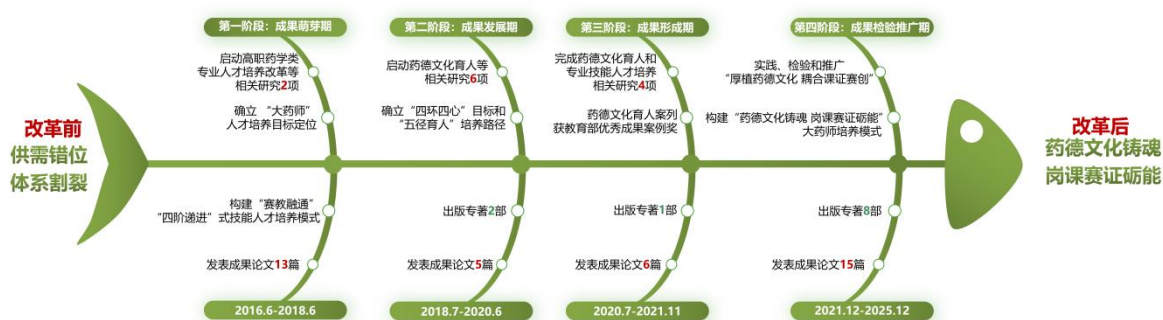 改革前
供需错位
体系割裂
第一阶段：成果萌芽期
启动高职药学类
专业人才培养改革等
相关研究2项
确立 “大药师”
人才培养目标定位
构建“赛教融通”
“四阶递进”式技能人才培养模式
发表成果论文13篇
2016.6-2018.6
第二阶段：成果发展期
启动药德文化育人等
相关研究6项
确立“四环四心”目标和
“五径育人”培养路径
出版专著2部
发表成果论文5篇
2018.7-2020.6
第三阶段：成果形成期
完成药德文化育人和
专业技能人才培养
相关研究4项
药德文化育人案列
获教育部优秀成果案例奖
出版专著1部
发表成果论文6篇
2020.7-2021.11
第四阶段：成果检验推广期
实践、检验和推广
“厚植药德文化 耦合课证赛创”
构建“药德文化铸魂 岗课赛证砺能”
大药师培养模式
出版专著8部
发表成果论文15篇
2021.12-2025.12
改革后
药德文化铸魂
岗课赛证砺能